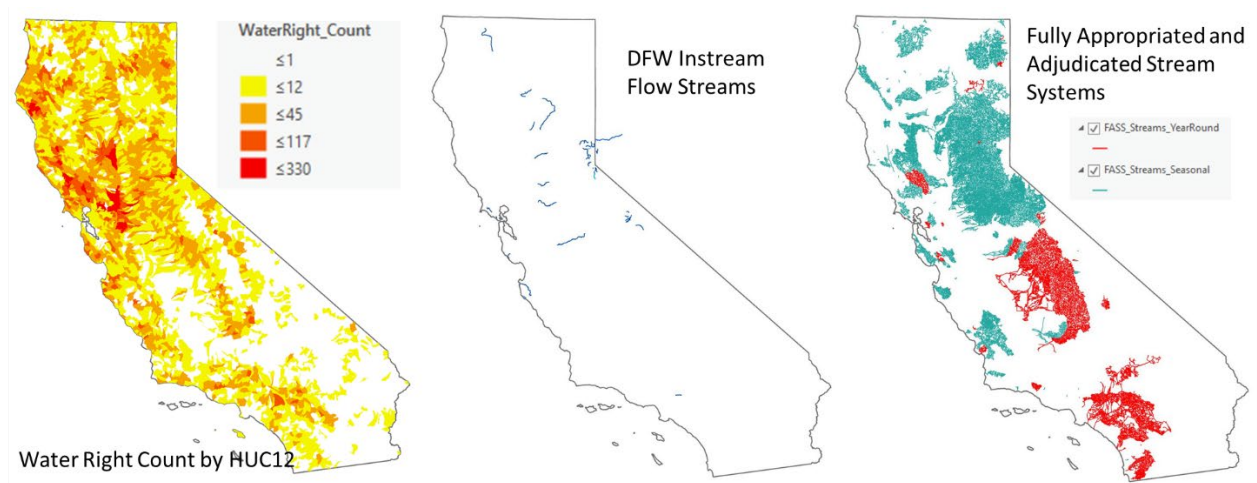 WaterRight_Count
≤1
≤12
≤45
≤117
≤330
Water Right Count by HUC12
DFW Instream
Flow Streams
Fully Appropriated and
Adjudicated Stream
Systems
FASS_Streams_YearRound
FASS_Streams_Seasonal